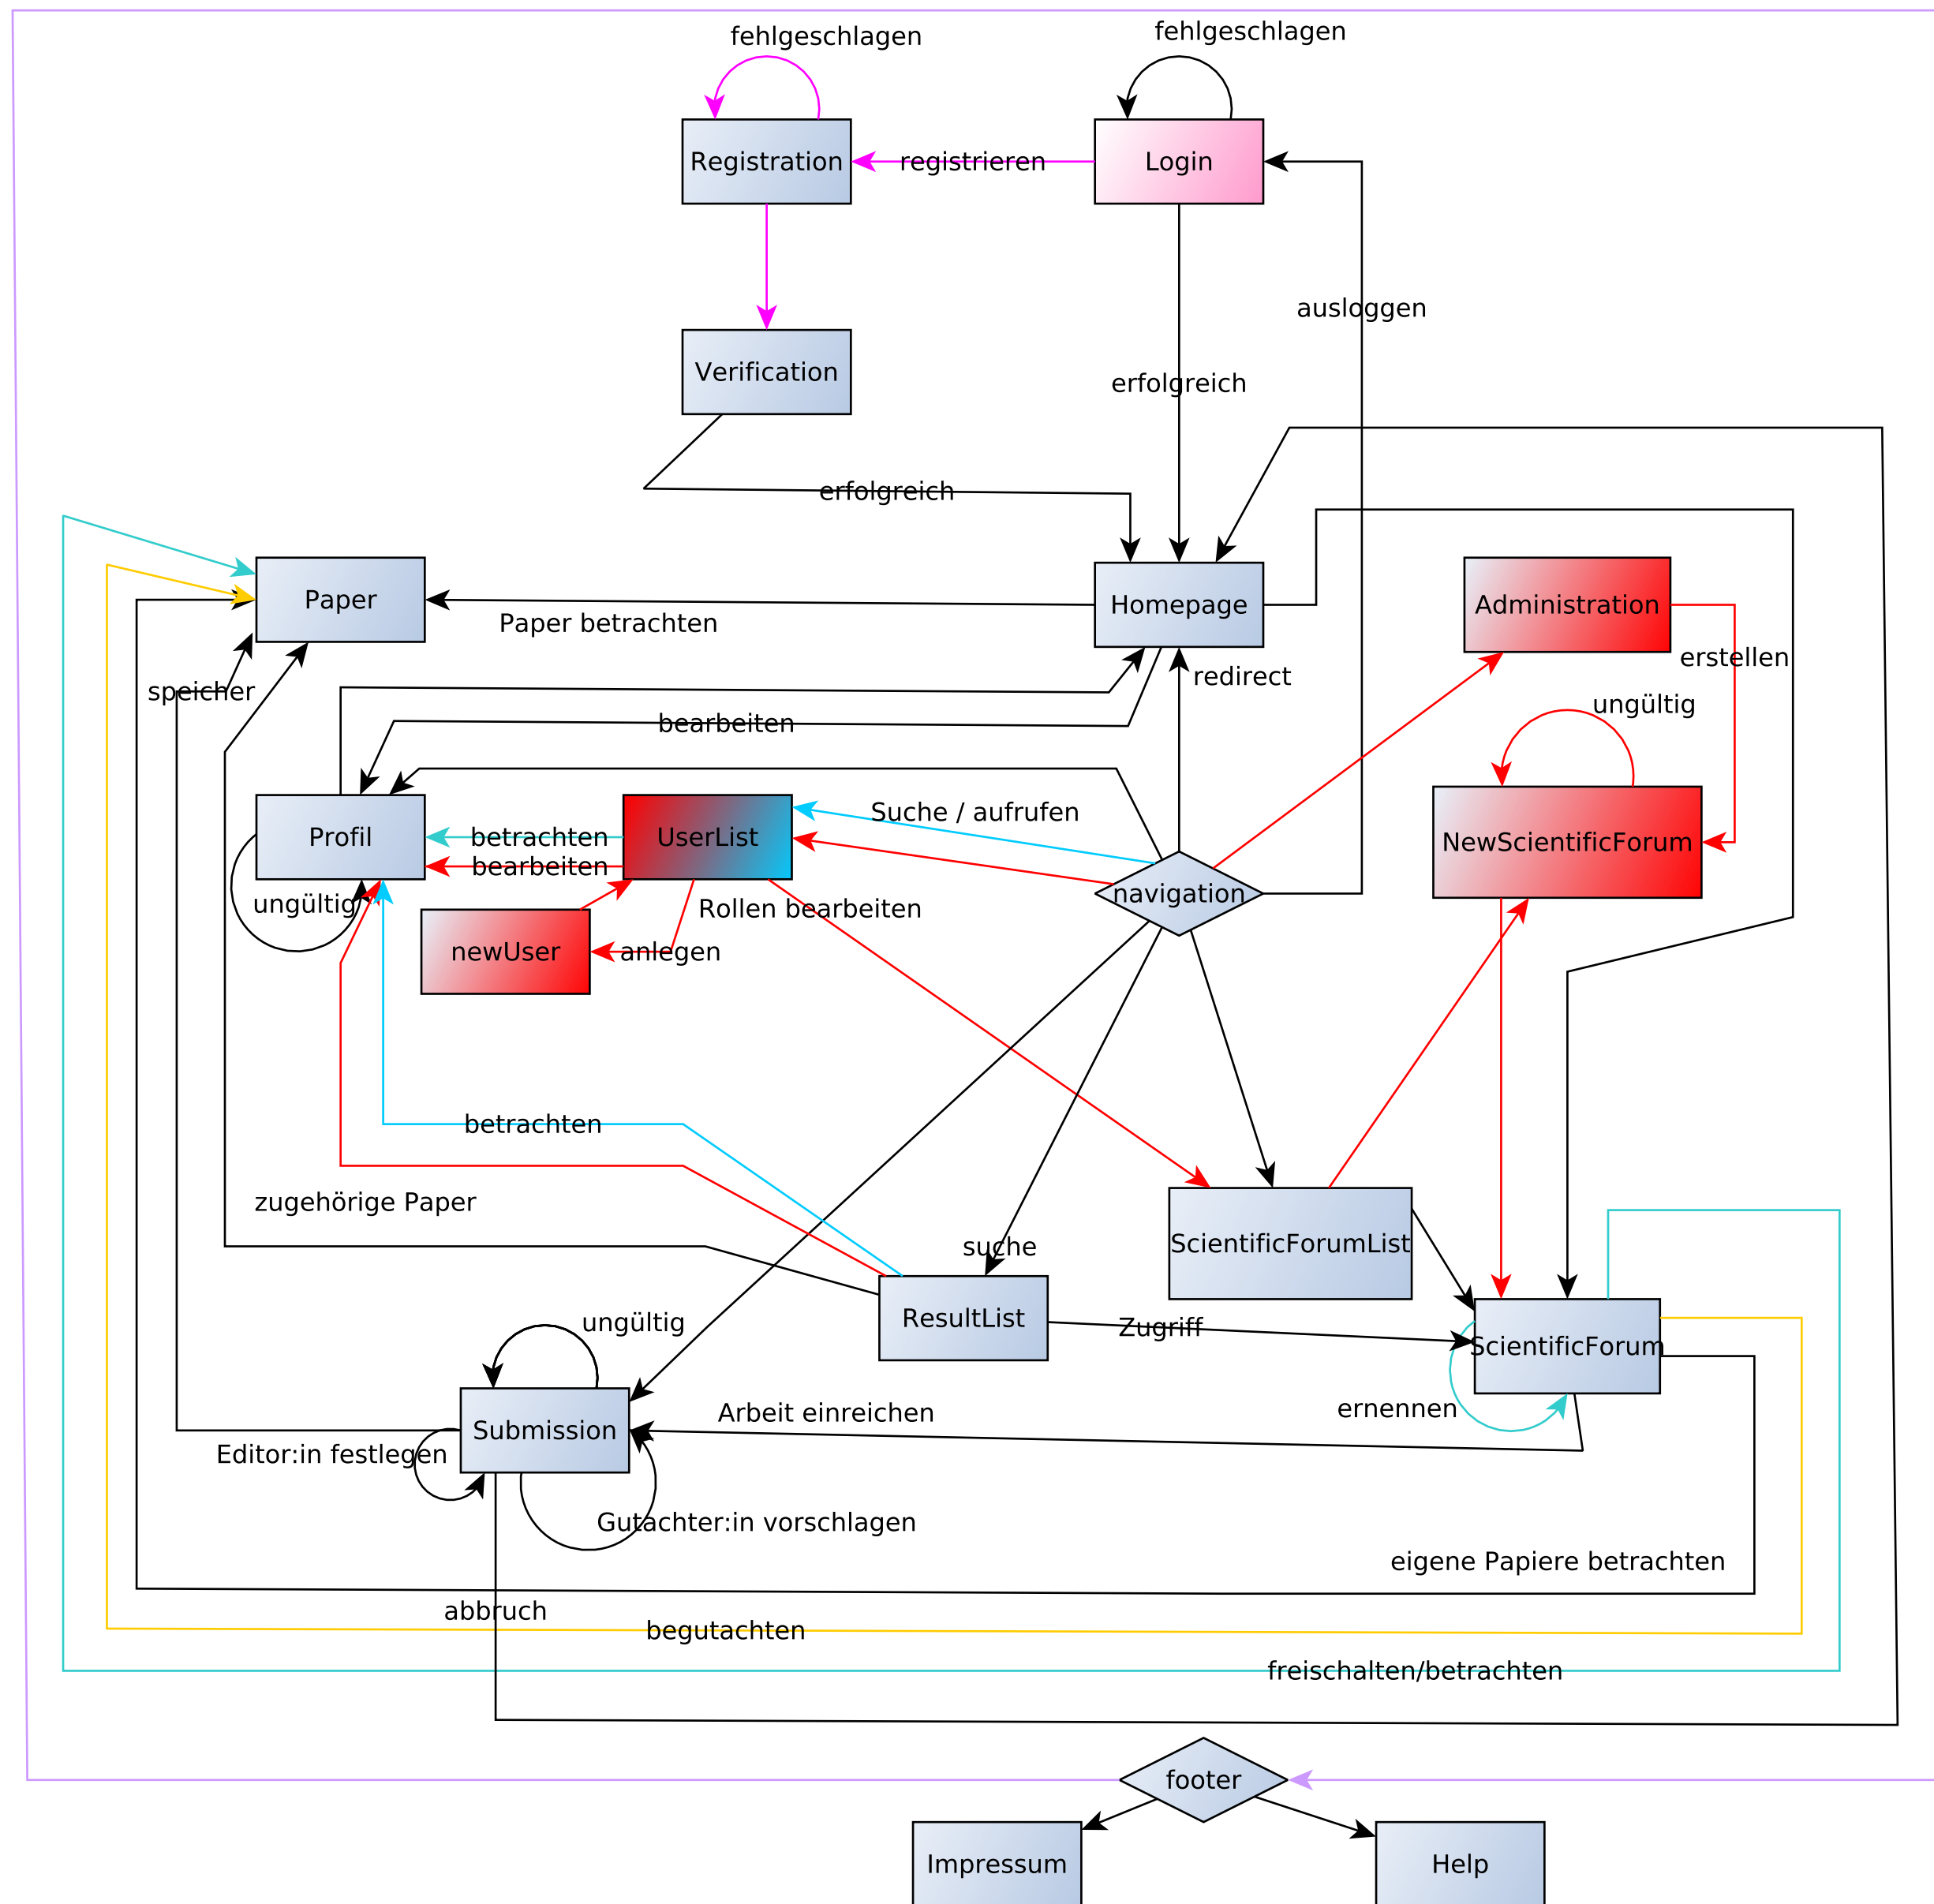 fehlgeschlagen
fehlgeschlagen
Registration
registrieren
Login
ausloggen
Verification
erfolgreich
erfolgreich
Paper
Homepage
Administration
Paper betrachten
erstellen
redirect
speicher
ungültig
bearbeiten
Suche / aufrufen
Profil
betrachten
UserList
NewScientificForum
bearbeiten
navigation
ungültig
Rollen bearbeiten
newUser
anlegen
betrachten
zugehörige Paper
suche
ScientificForumList
ResultList
ungültig
Zugriff
ScientificForum
Arbeit einreichen
ernennen
Submission
Editor:in festlegen
Gutachter:in vorschlagen
eigene Papiere betrachten
abbruch
begutachten
freischalten/betrachten
footer
Impressum
Help